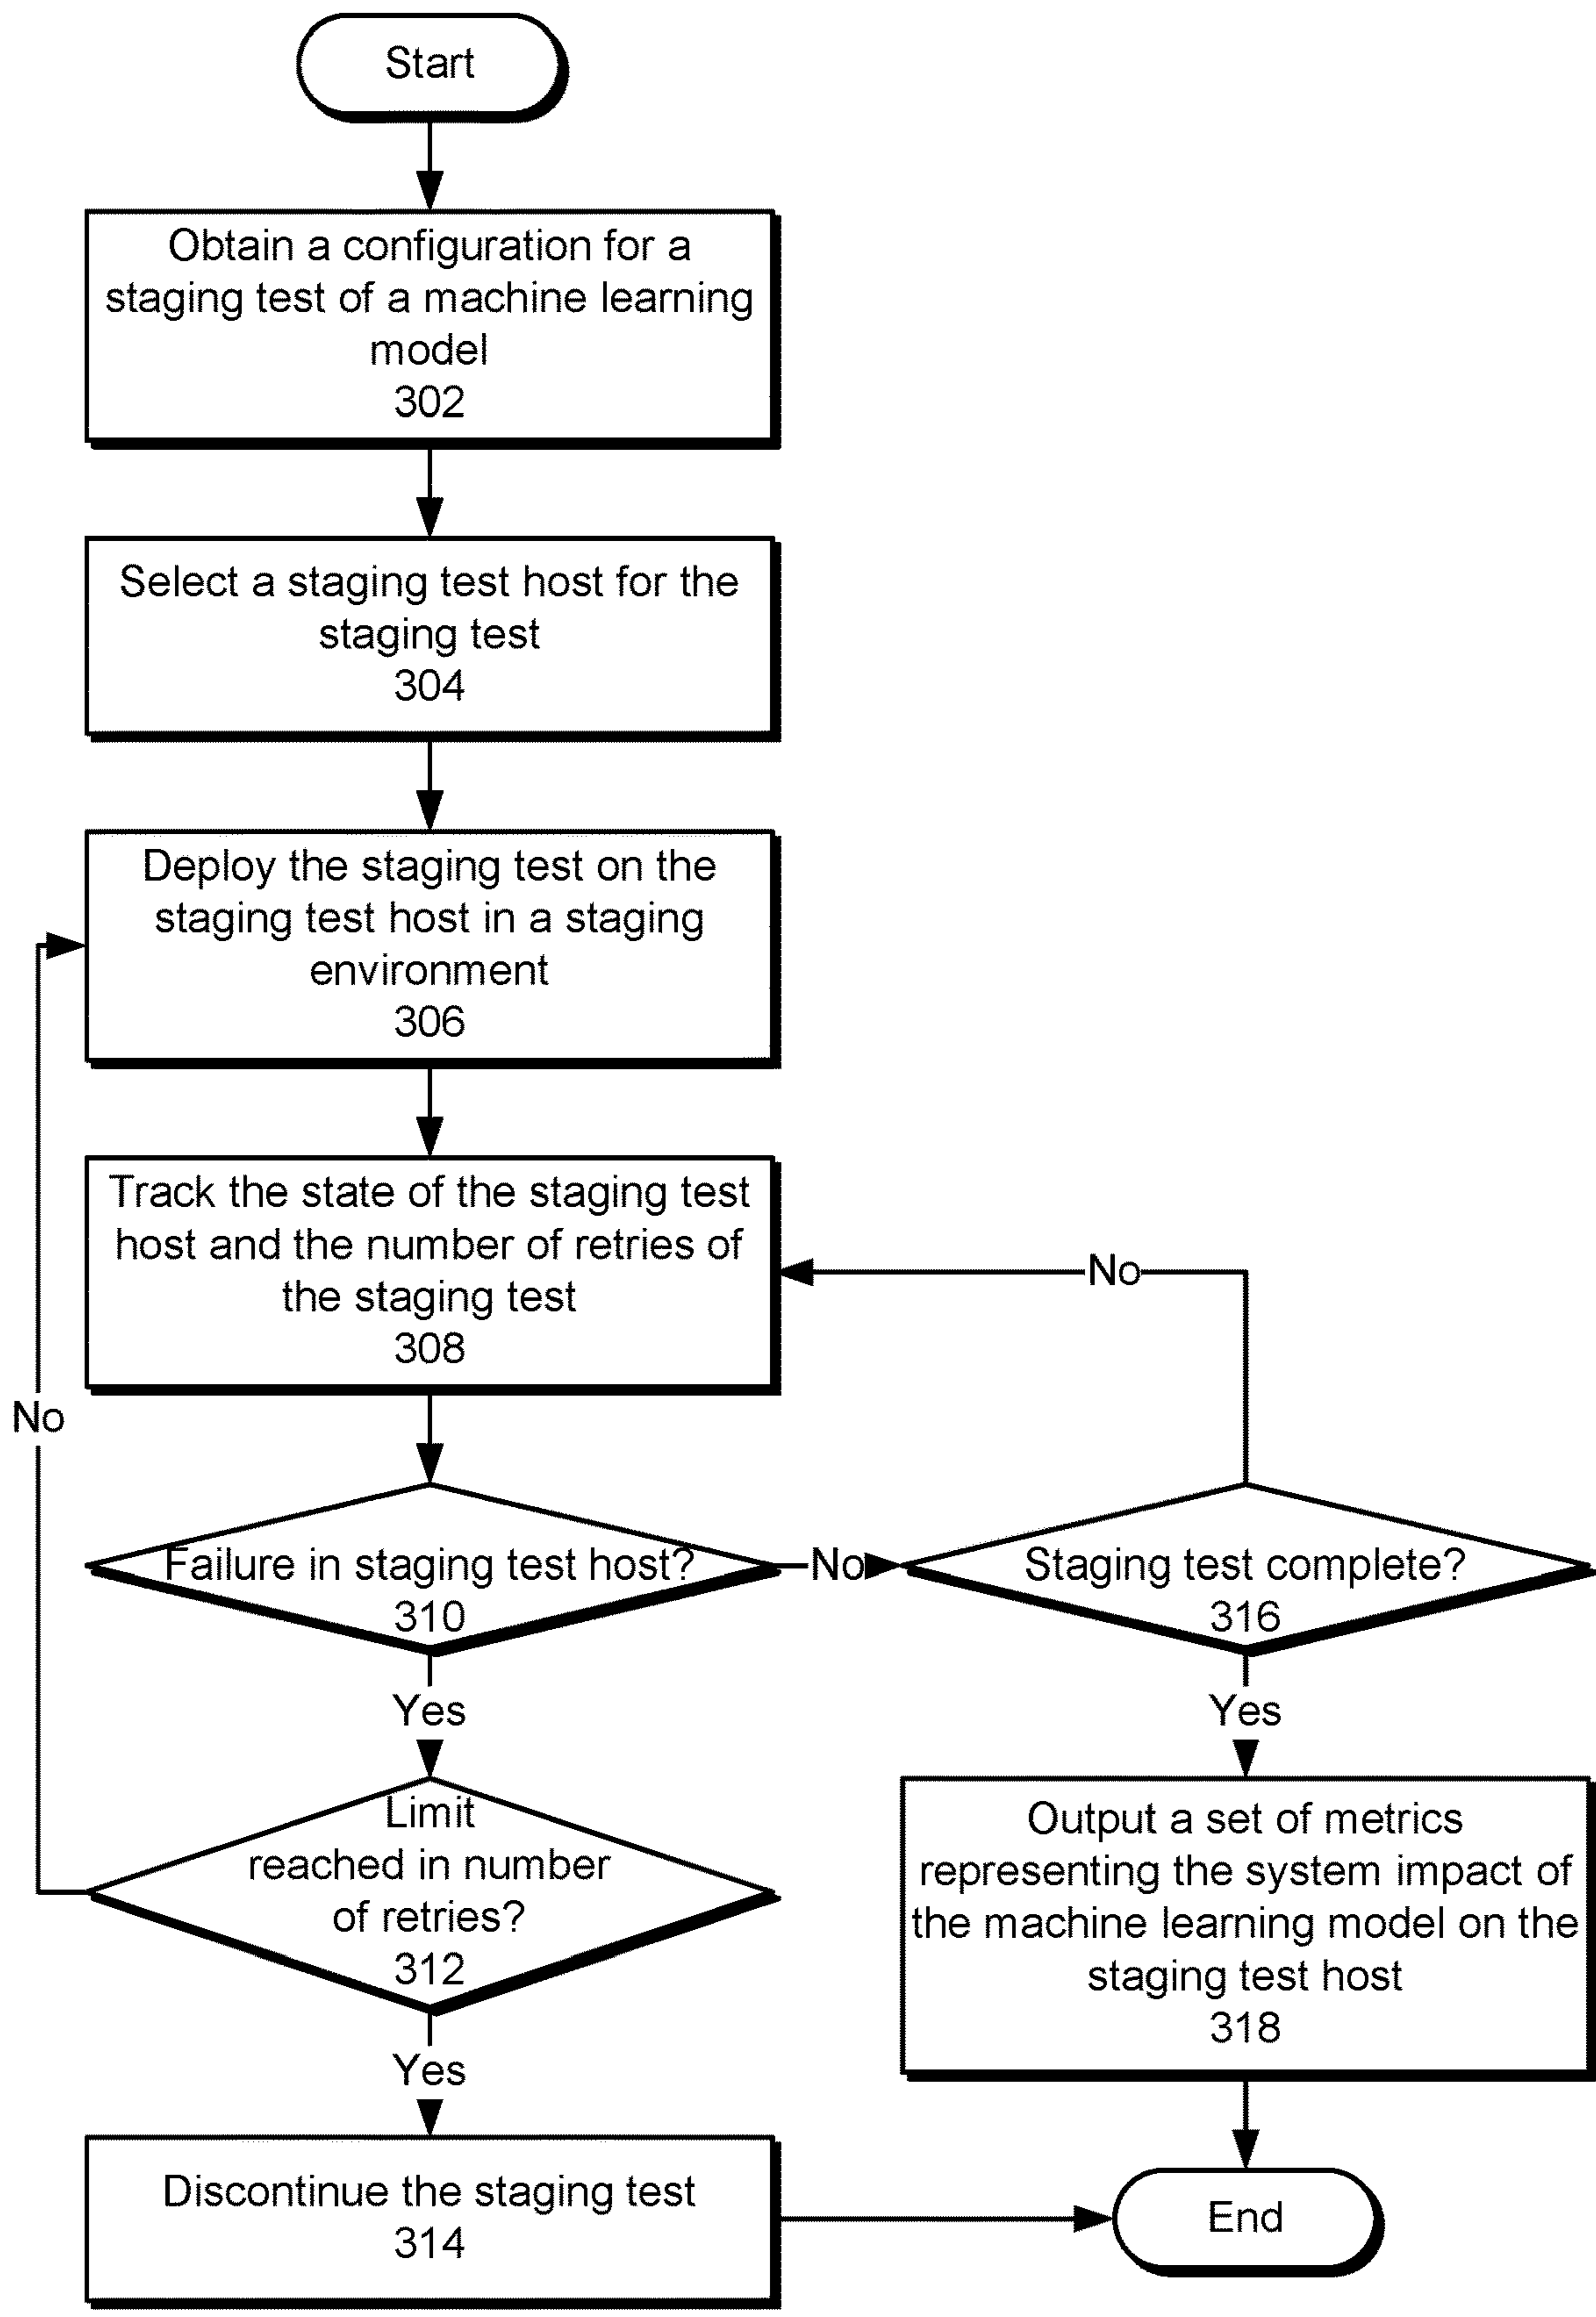 Start
Obtain a configuration for a
staging test of a machine learning
model
302
Select a staging test host for the
staging test
304
Deploy the staging test on the
staging test host in a staging
environment
306
Track the state of the staging test
host and the number of retries of
the staging test
308
No
No
Failure in staging test host?
310
No
Staging test complete?
316
Yes
Yes
Limit
reached in number
of retries?
312
Output a set of metrics
representing the system impact of
the machine learning model on the
staging test host
318
Yes
Discontinue the staging test
314
End